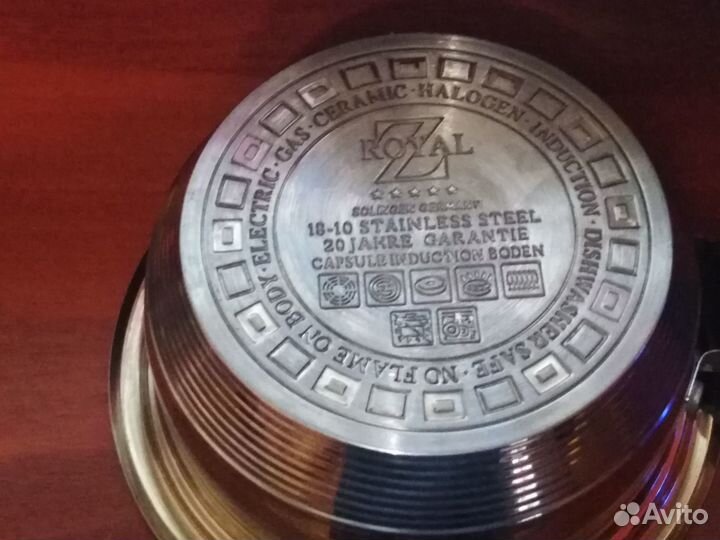 Z
ROYAL
SOLINGEN GERMANY
18-10 STAINLESS STEEL
20 JAHRE GARANTIE
CAPSULE INDUCTION BODEN
ELECTRIC · GAS · CERAMIC · HALOGEN · INDUCTION · DISHWASHER SAFE · NO FLAME ON BODY ·
Avito